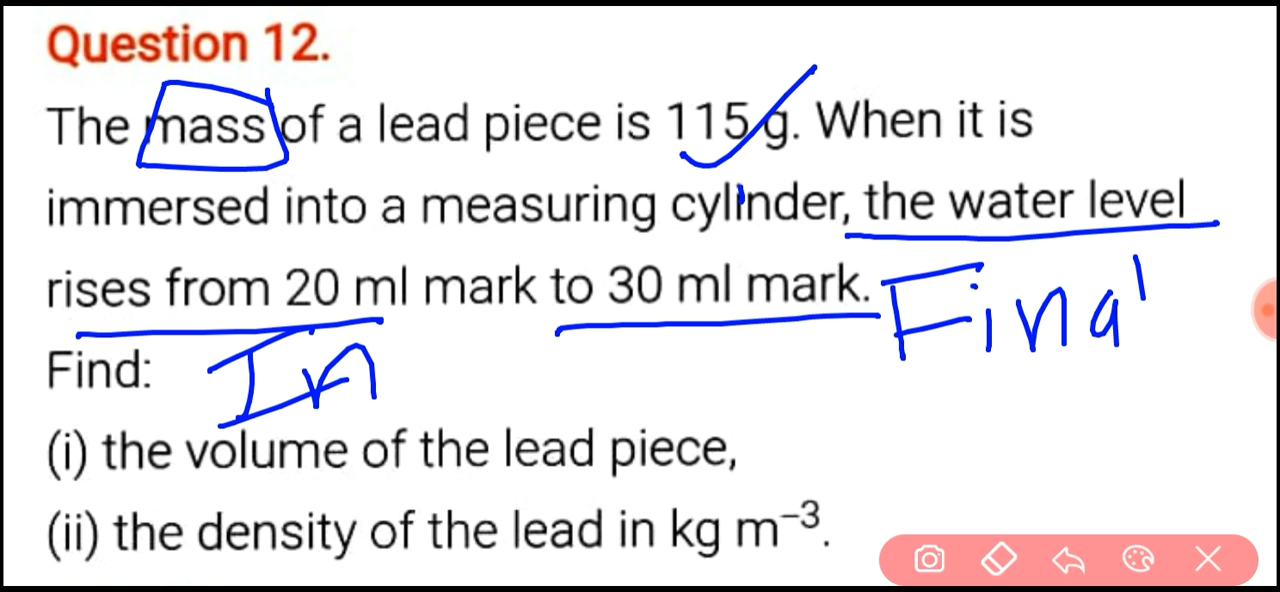 Question 12.
The mass of a lead piece is 115 g. When it is
immersed into a measuring cylinder, the water level
rises from 20 ml mark to 30 ml mark. Final
Find: In
(i) the volume of the lead piece,
(ii) the density of the lead in kg m⁻³.